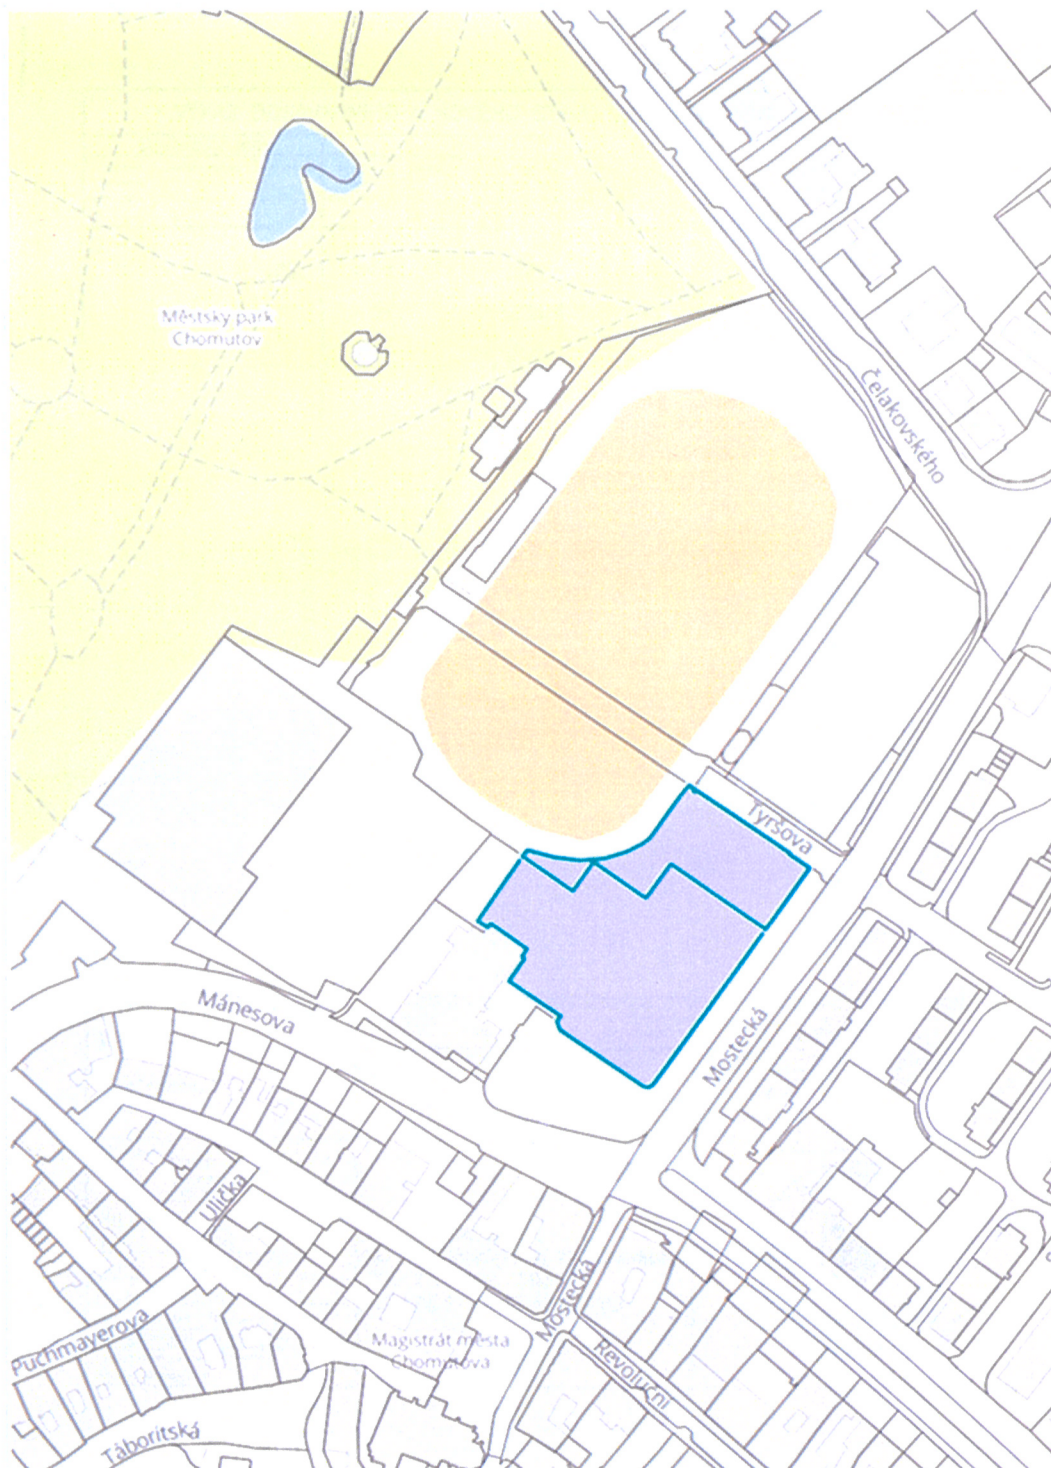 Městský park
Chomutov
Čelakovského
Tyršova
Mánesova
Mostecká
Ulička
Mostecká
Puchmayerova
Magistrát města
Chomutova
Revoluční
Táboritská